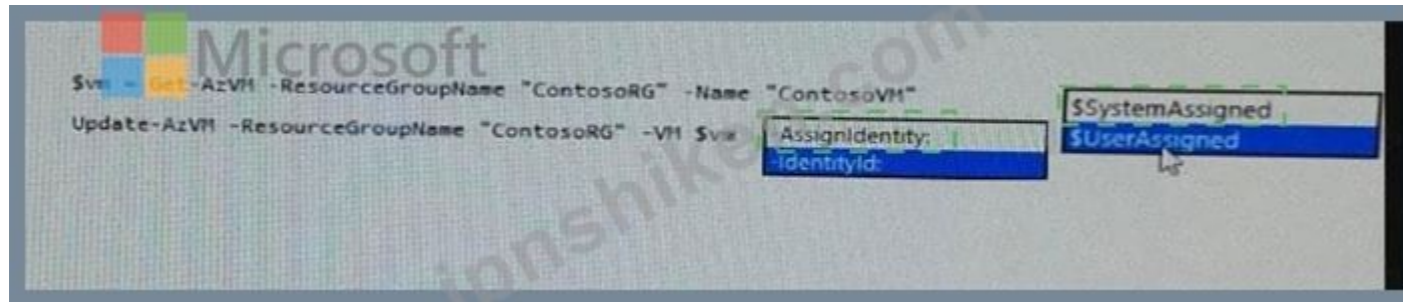 Microsoft
$vm = Get-AzVM -ResourceGroupName "ContosoRG" -Name "ContosoVM"
$SystemAssigned
Update-AzVM -ResourceGroupName "ContosoRG" -VM $vm AssignIdentity:
$UserAssigned
-IdentityId: